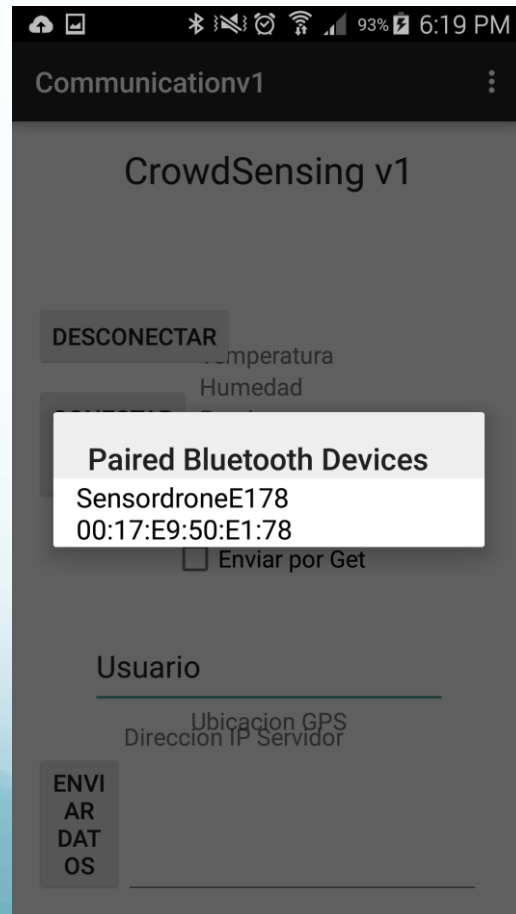 93% 6:19 PM
Communicationv1
CrowdSensing v1
DESCONECTAR
Humedad
Paired Bluetooth Devices
SensordroneE178
00:17:E9:50:E1:78
Enviar por Get
Usuario
Ubicacion GPS
Direccion IP Servidor
ENVI
AR
DAT
OS